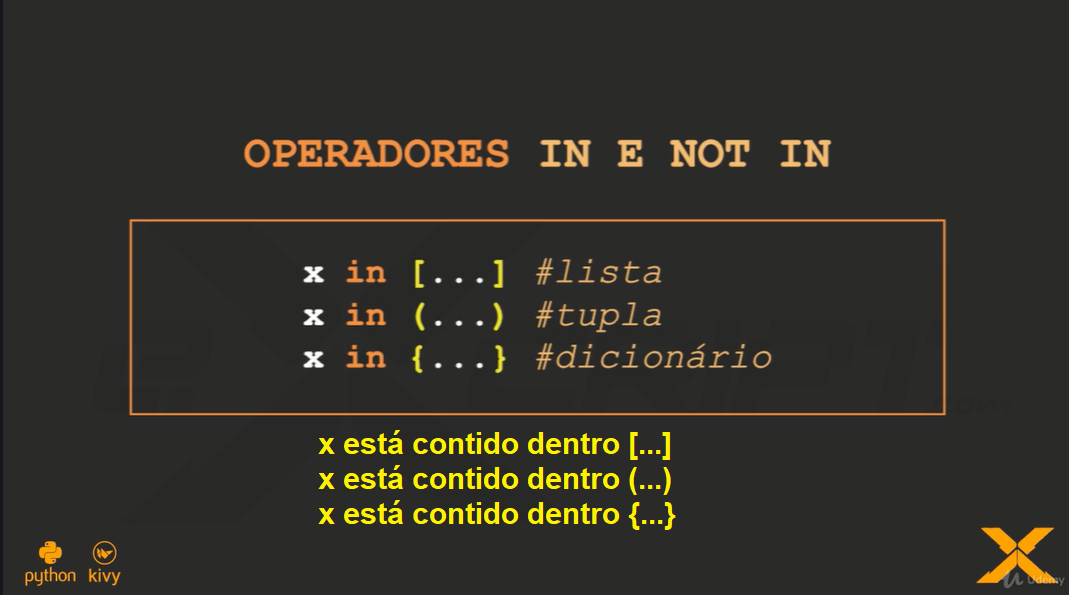 OPERADORES IN E NOT IN
x in [...] #lista
x in (...) #tupla
x in {...} #dicionário
x está contido dentro [...]
x está contido dentro (...)
x está contido dentro {...}
python kivy
Udemy